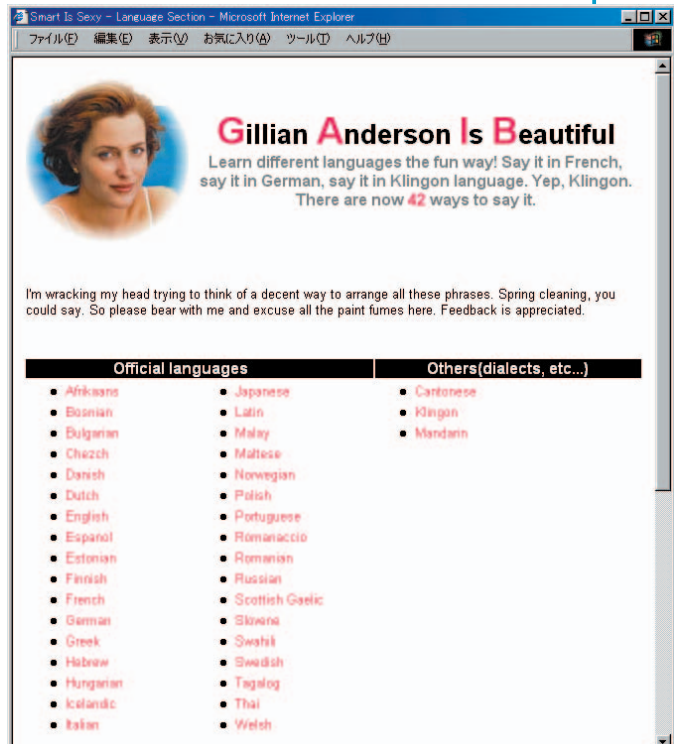 Smart Is Sexy - Language Section - Microsoft Internet Explorer
ファイル(F) 編集(E) 表示(V) お気に入り(A) ツール(T) ヘルプ(H)
Gillian Anderson Is Beautiful
Learn different languages the fun way! Say it in French,
say it in German, say it in Klingon language. Yep, Klingon.
There are now 42 ways to say it.
I'm wracking my head trying to think of a decent way to arrange all these phrases. Spring cleaning, you
could say. So please bear with me and excuse all the paint fumes here. Feedback is appreciated.
Official languages
Afrikaans
Bosnian
Bulgarian
Chezch
Danish
Dutch
English
Espanol
Estonian
Finnish
French
German
Greek
Hebrew
Hungarian
Icelandic
Italian
Japanese
Latin
Malay
Maltese
Norwegian
Polish
Portuguese
Romanaccio
Romanian
Russian
Scottish Gaelic
Slovene
Swahili
Swedish
Tagalog
Thai
Welsh
Others(dialects, etc...)
Cantonese
Klingon
Mandarin